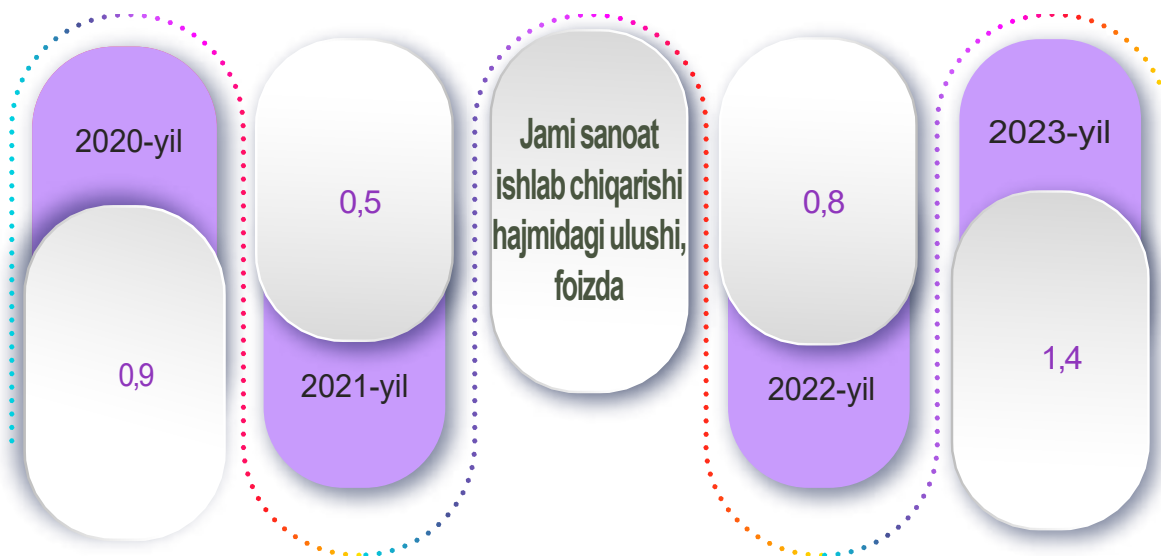 2020-yil
0,9
0,5
2021-yil
Jami sanoat
ishlab chiqarishi
hajmidagi ulushi,
foizda
0,8
2022-yil
2023-yil
1,4